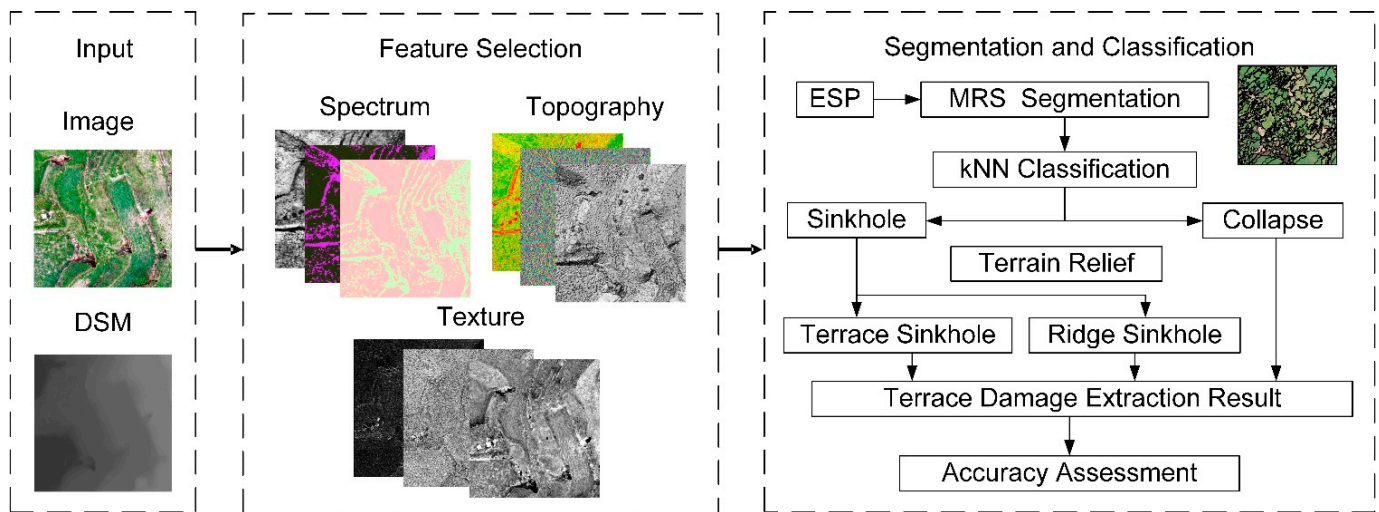 Input
Image
DSM
Feature Selection
Spectrum
Topography
Texture
Segmentation and Classification
ESP
MRS Segmentation
kNN Classification
Sinkhole
Collapse
Terrain Relief
Terrace Sinkhole
Ridge Sinkhole
Terrace Damage Extraction Result
Accuracy Assessment